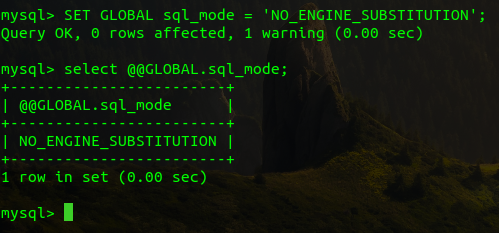 mysql> SET GLOBAL sql_mode = 'NO_ENGINE_SUBSTITUTION';
Query OK, 0 rows affected, 1 warning (0.00 sec)
mysql> select @@GLOBAL.sql_mode;
+------------------------+
| @@GLOBAL.sql_mode      |
+------------------------+
| NO_ENGINE_SUBSTITUTION |
+------------------------+
1 row in set (0.00 sec)
mysql>